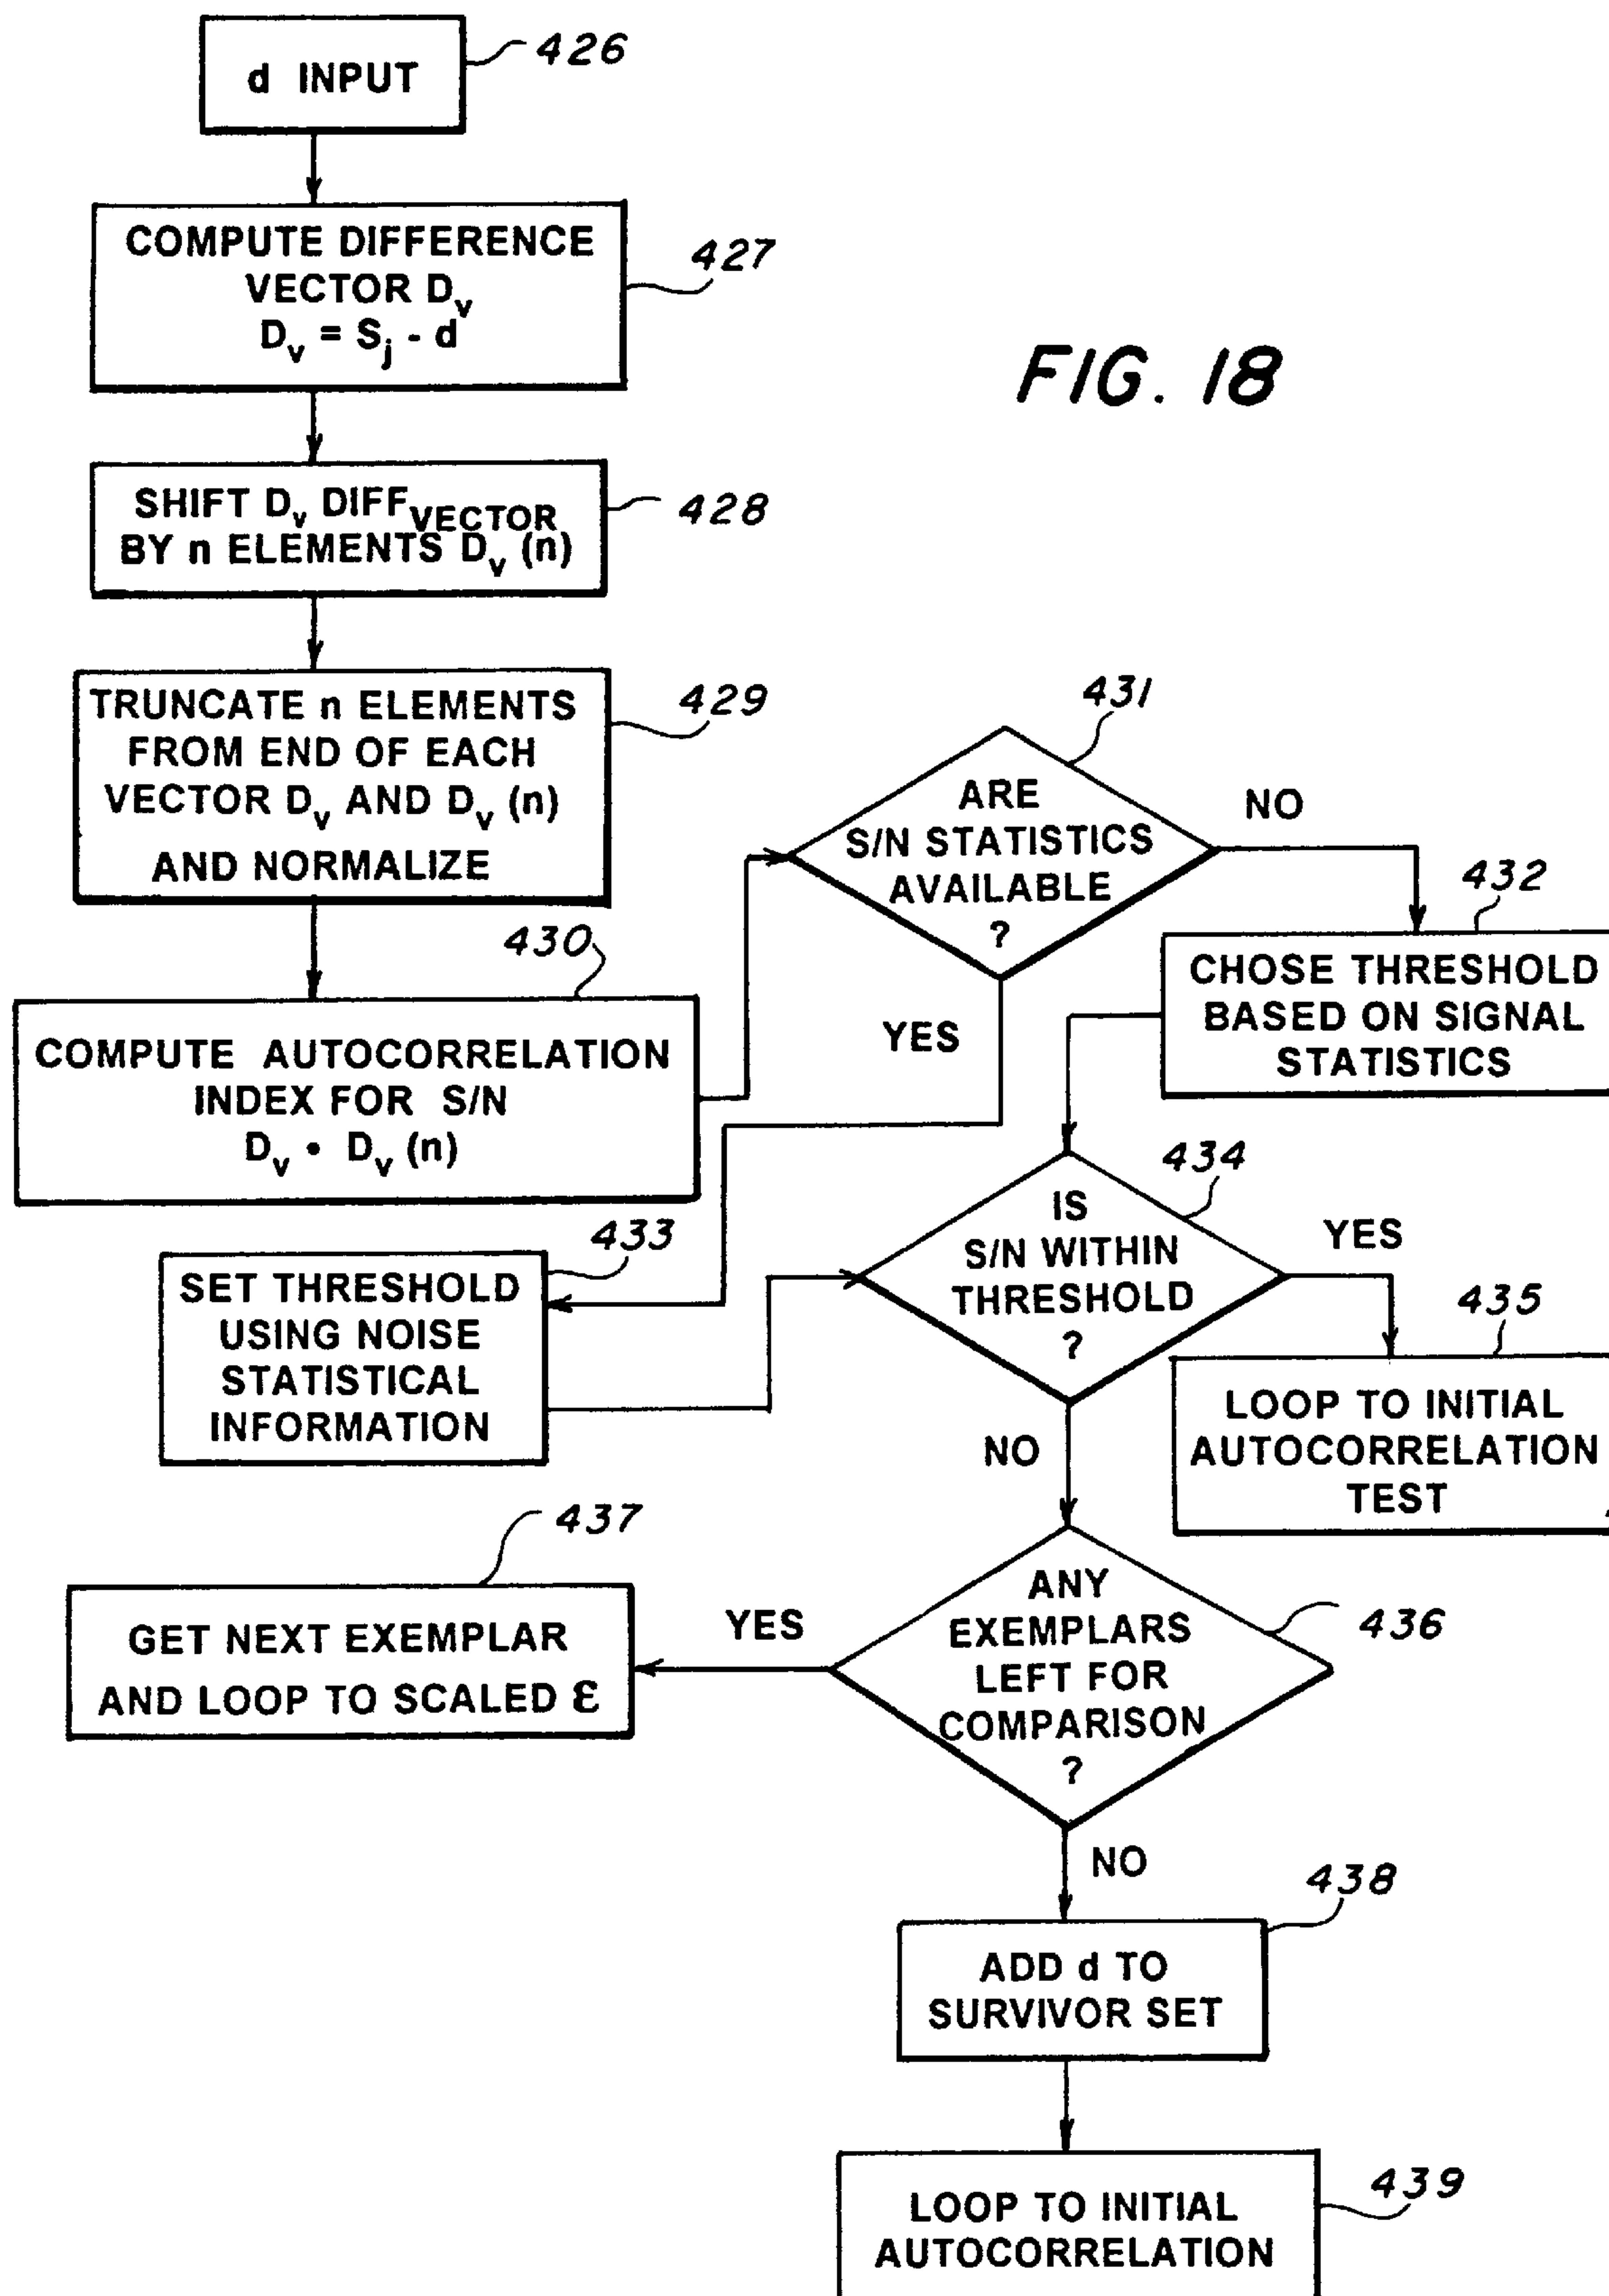 d INPUT
426
COMPUTE DIFFERENCE
VECTOR Dv
Dv = Sj - d
427
FIG. 18
SHIFT Dv DIFFVECTOR
BY n ELEMENTS Dv (n)
428
TRUNCATE n ELEMENTS
FROM END OF EACH
VECTOR Dv AND Dv (n)
AND NORMALIZE
429
COMPUTE AUTOCORRELATION
INDEX FOR S/N
Dv • Dv (n)
430
ARE
S/N STATISTICS
AVAILABLE
?
431
NO
YES
CHOSE THRESHOLD
BASED ON SIGNAL
STATISTICS
432
SET THRESHOLD
USING NOISE
STATISTICAL
INFORMATION
433
IS
S/N WITHIN
THRESHOLD
?
434
YES
NO
LOOP TO INITIAL
AUTOCORRELATION
TEST
435
ANY
EXEMPLARS
LEFT FOR
COMPARISON
?
436
YES
NO
GET NEXT EXEMPLAR
AND LOOP TO SCALED ε
437
ADD d TO
SURVIVOR SET
438
LOOP TO INITIAL
AUTOCORRELATION
439